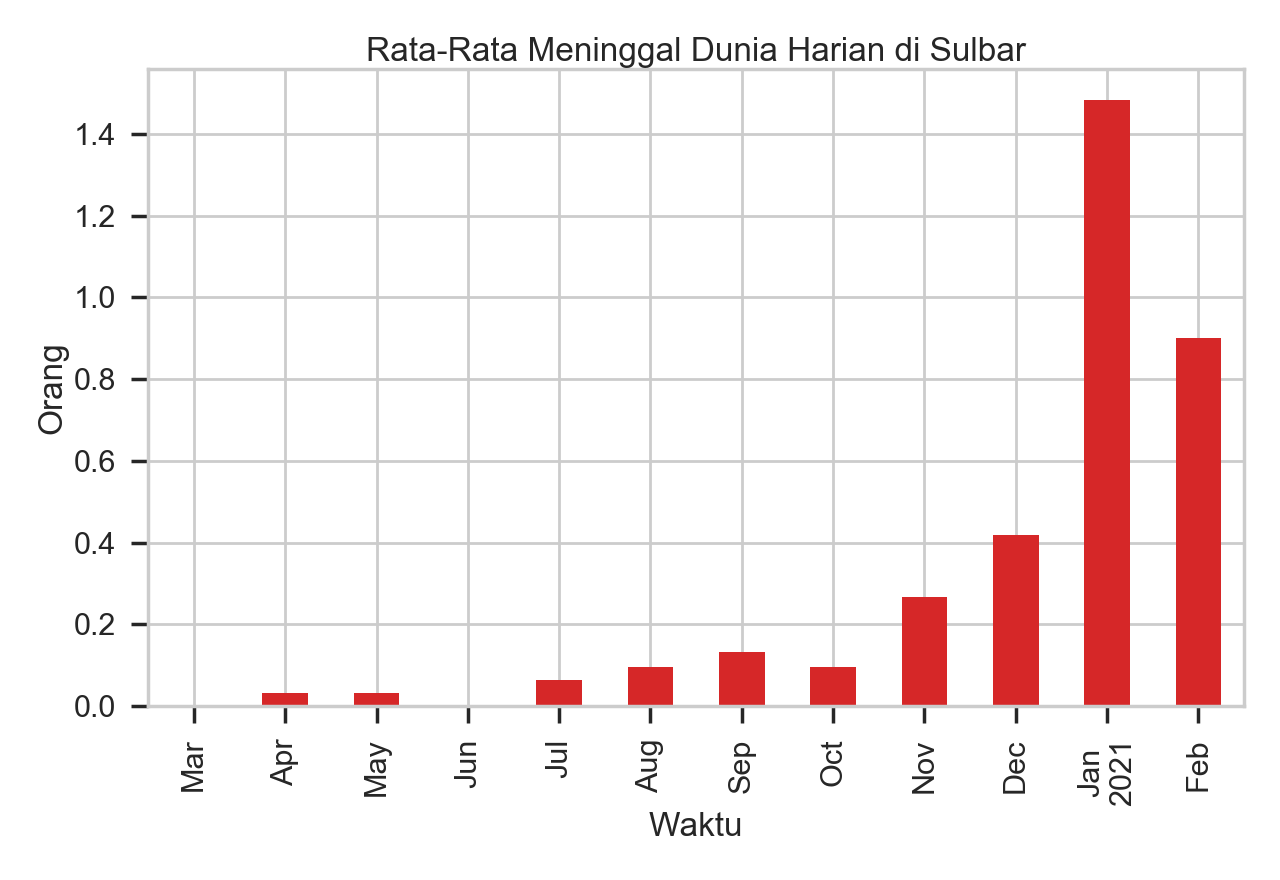 Rata-Rata Meninggal Dunia Harian di Sulbar
1.4
1.2
1.0
0.8
0.6
0.4
0.2
0.0
Orang
Mar
Apr
May
Jun
Jul
Aug
Sep
Oct
Nov
Dec
Jan
2021
Feb
Waktu